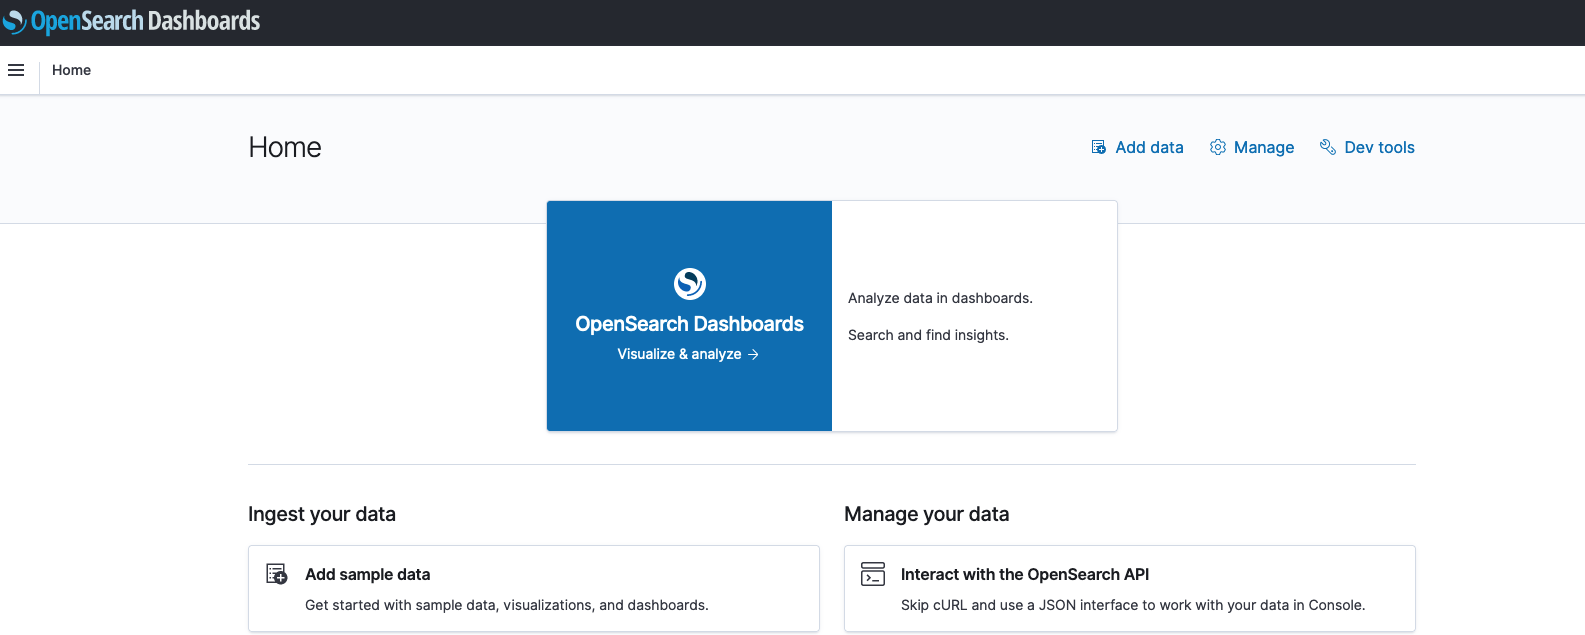 OpenSearch Dashboards
Home
Home
Add data
Manage
Dev tools
OpenSearch Dashboards
Visualize & analyze →
Analyze data in dashboards.
Search and find insights.
Ingest your data
Add sample data
Get started with sample data, visualizations, and dashboards.
Manage your data
Interact with the OpenSearch API
Skip cURL and use a JSON interface to work with your data in Console.